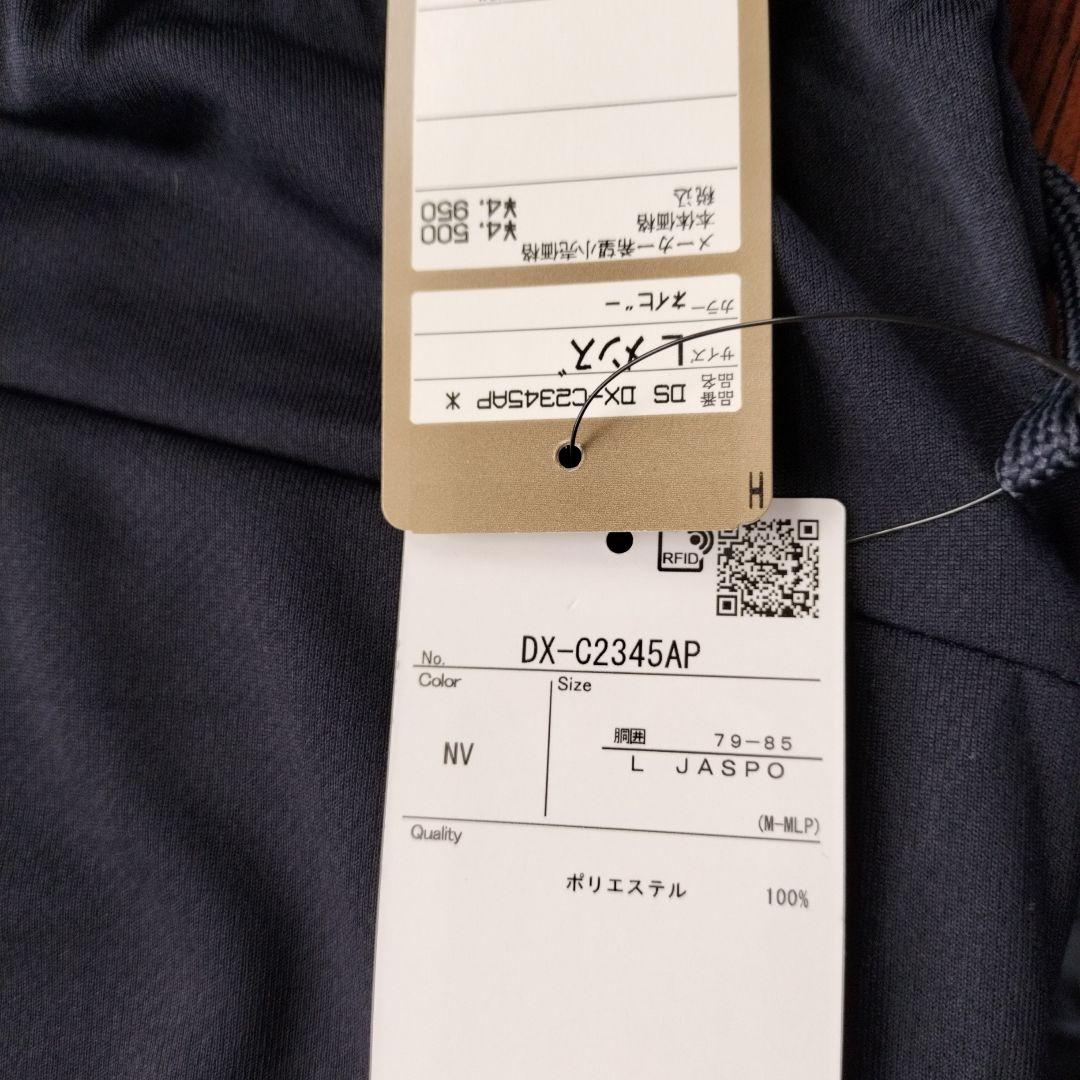 品番 DS DX-C2345AP *
品名
サイズ L メンズ
カラー ネイビー
メーカー希望小売価格
本体価格 ¥4,500
税込 ¥4,950
H
RFID
No. DX-C2345AP
Color
Size
NV
胴囲 79-85
L JASPO
(M-MLP)
Quality
ポリエステル 100%